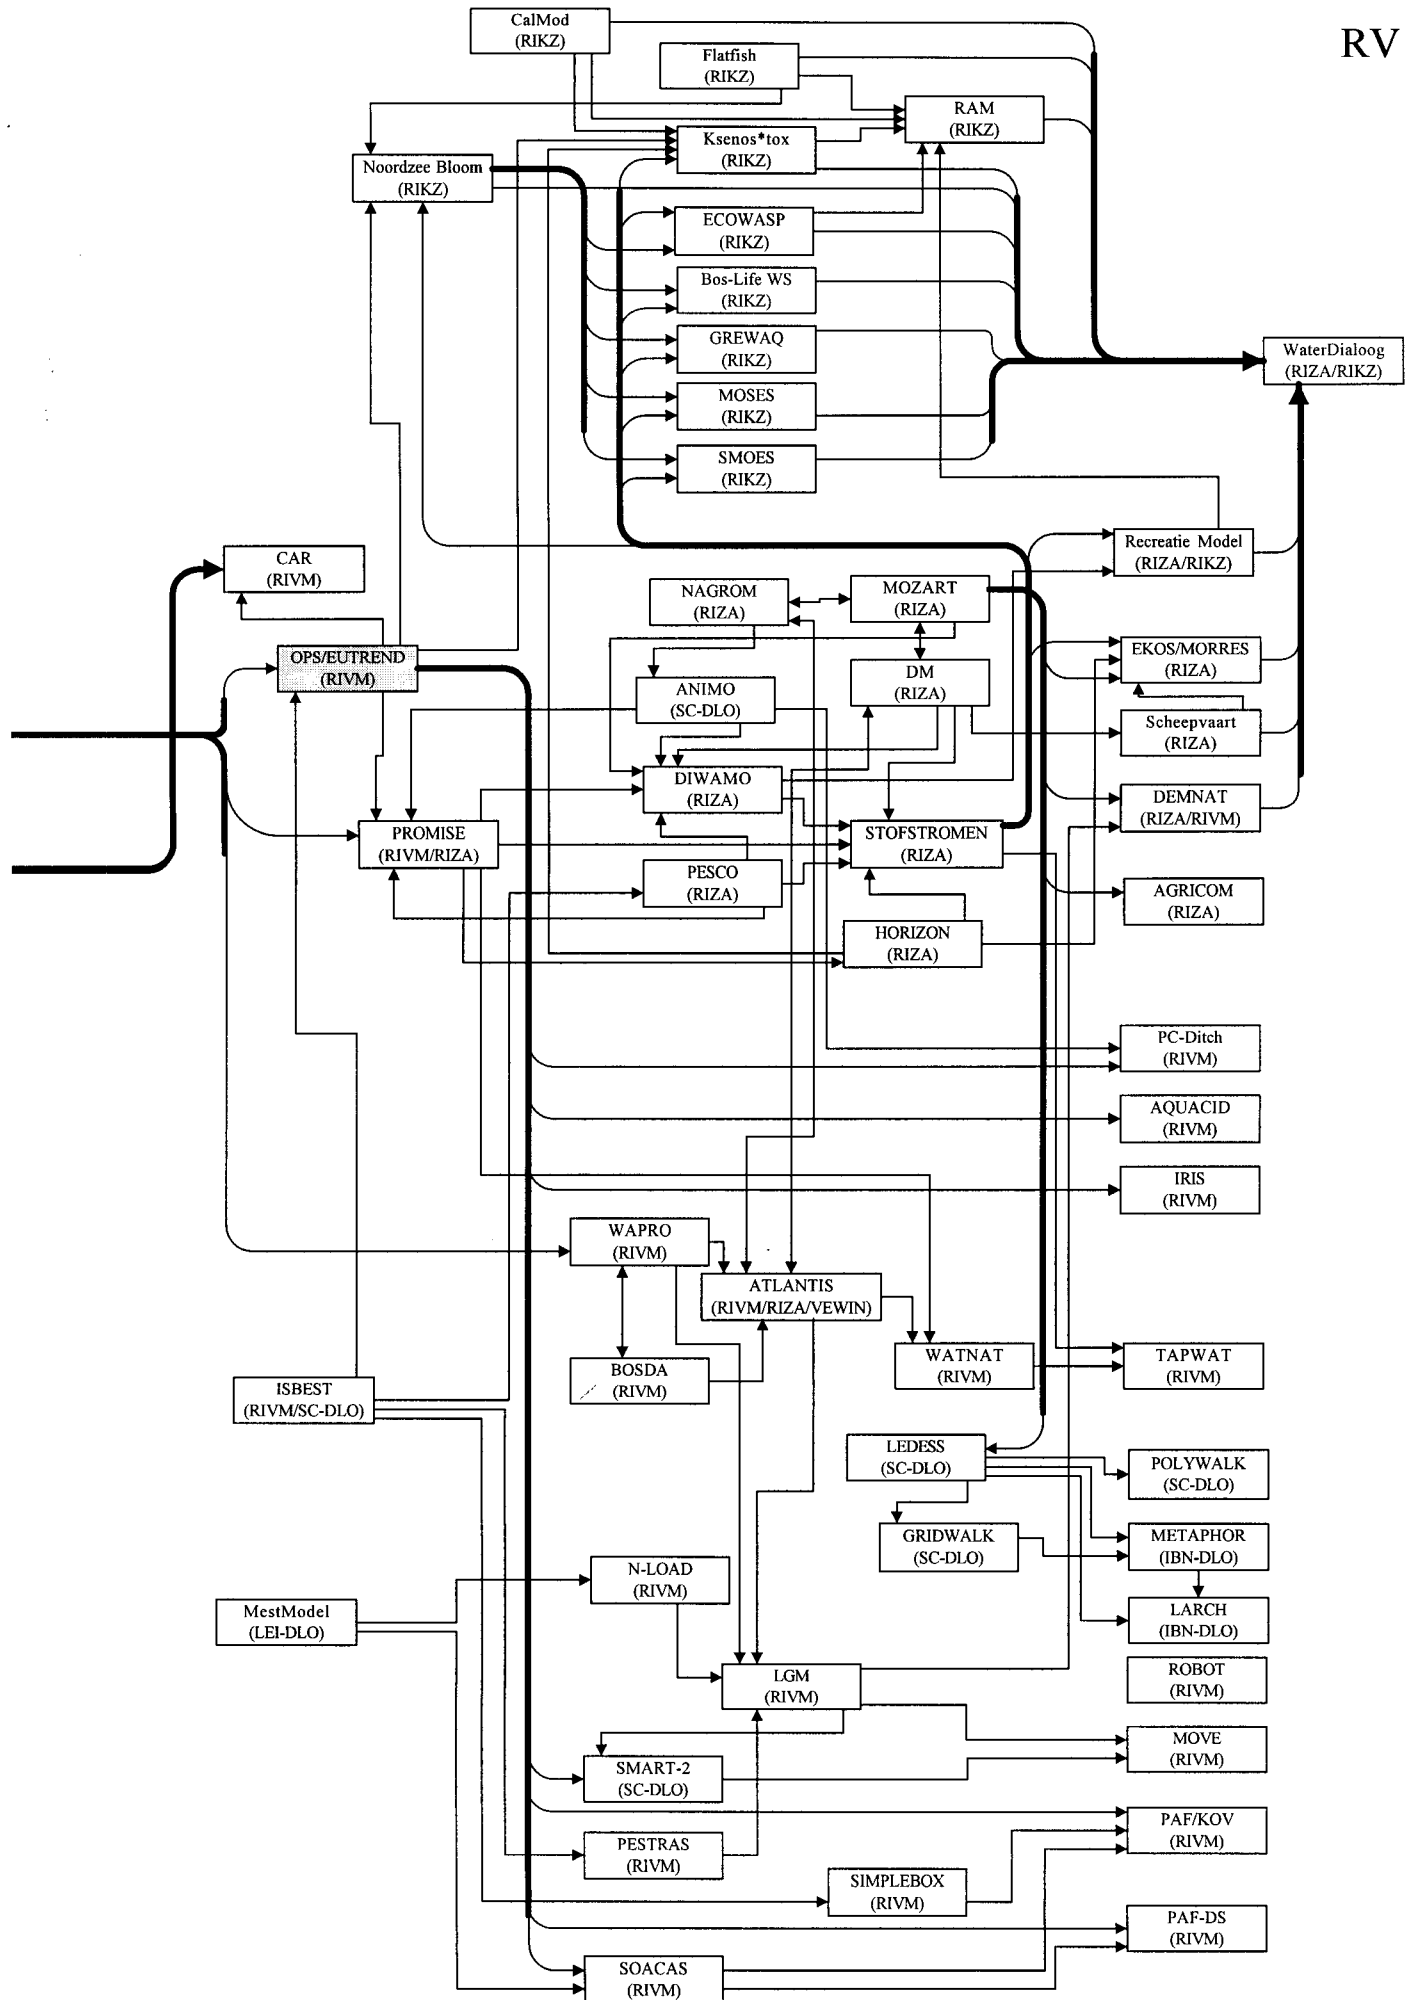 RV
CalMod
(RIKZ)
Flatfish
(RIKZ)
RAM
(RIKZ)
Ksenos*tox
(RIKZ)
Noordzee Bloom
(RIKZ)
ECOWASP
(RIKZ)
Bos-Life WS
(RIKZ)
GREWAQ
(RIKZ)
WaterDialoog
(RIZA/RIKZ)
MOSES
(RIKZ)
SMOES
(RIKZ)
Recreatie Model
(RIZA/RIKZ)
CAR
(RIVM)
NAGROM
(RIZA)
MOZART
(RIZA)
OPS/EUTREND
(RIVM)
EKOS/MORRES
(RIZA)
DM
(RIZA)
ANIMO
(SC-DLO)
Scheepvaart
(RIZA)
DIWAMO
(RIZA)
DEMNAT
(RIZA/RIVM)
PROMISE
(RIVM/RIZA)
STOFSTROMEN
(RIZA)
PESCO
(RIZA)
AGRICOM
(RIZA)
HORIZON
(RIZA)
PC-Ditch
(RIVM)
AQUACID
(RIVM)
IRIS
(RIVM)
WAPRO
(RIVM)
ATLANTIS
(RIVM/RIZA/VEWIN)
WATNAT
(RIVM)
TAPWAT
(RIVM)
BOSDA
(RIVM)
ISBEST
(RIVM/SC-DLO)
LEDESS
(SC-DLO)
POLYWALK
(SC-DLO)
GRIDWALK
(SC-DLO)
METAPHOR
(IBN-DLO)
N-LOAD
(RIVM)
MestModel
(LEI-DLO)
LARCH
(IBN-DLO)
LGM
(RIVM)
ROBOT
(RIVM)
MOVE
(RIVM)
SMART-2
(SC-DLO)
PAF/KOV
(RIVM)
PESTRAS
(RIVM)
SIMPLEBOX
(RIVM)
PAF-DS
(RIVM)
SOACAS
(RIVM)